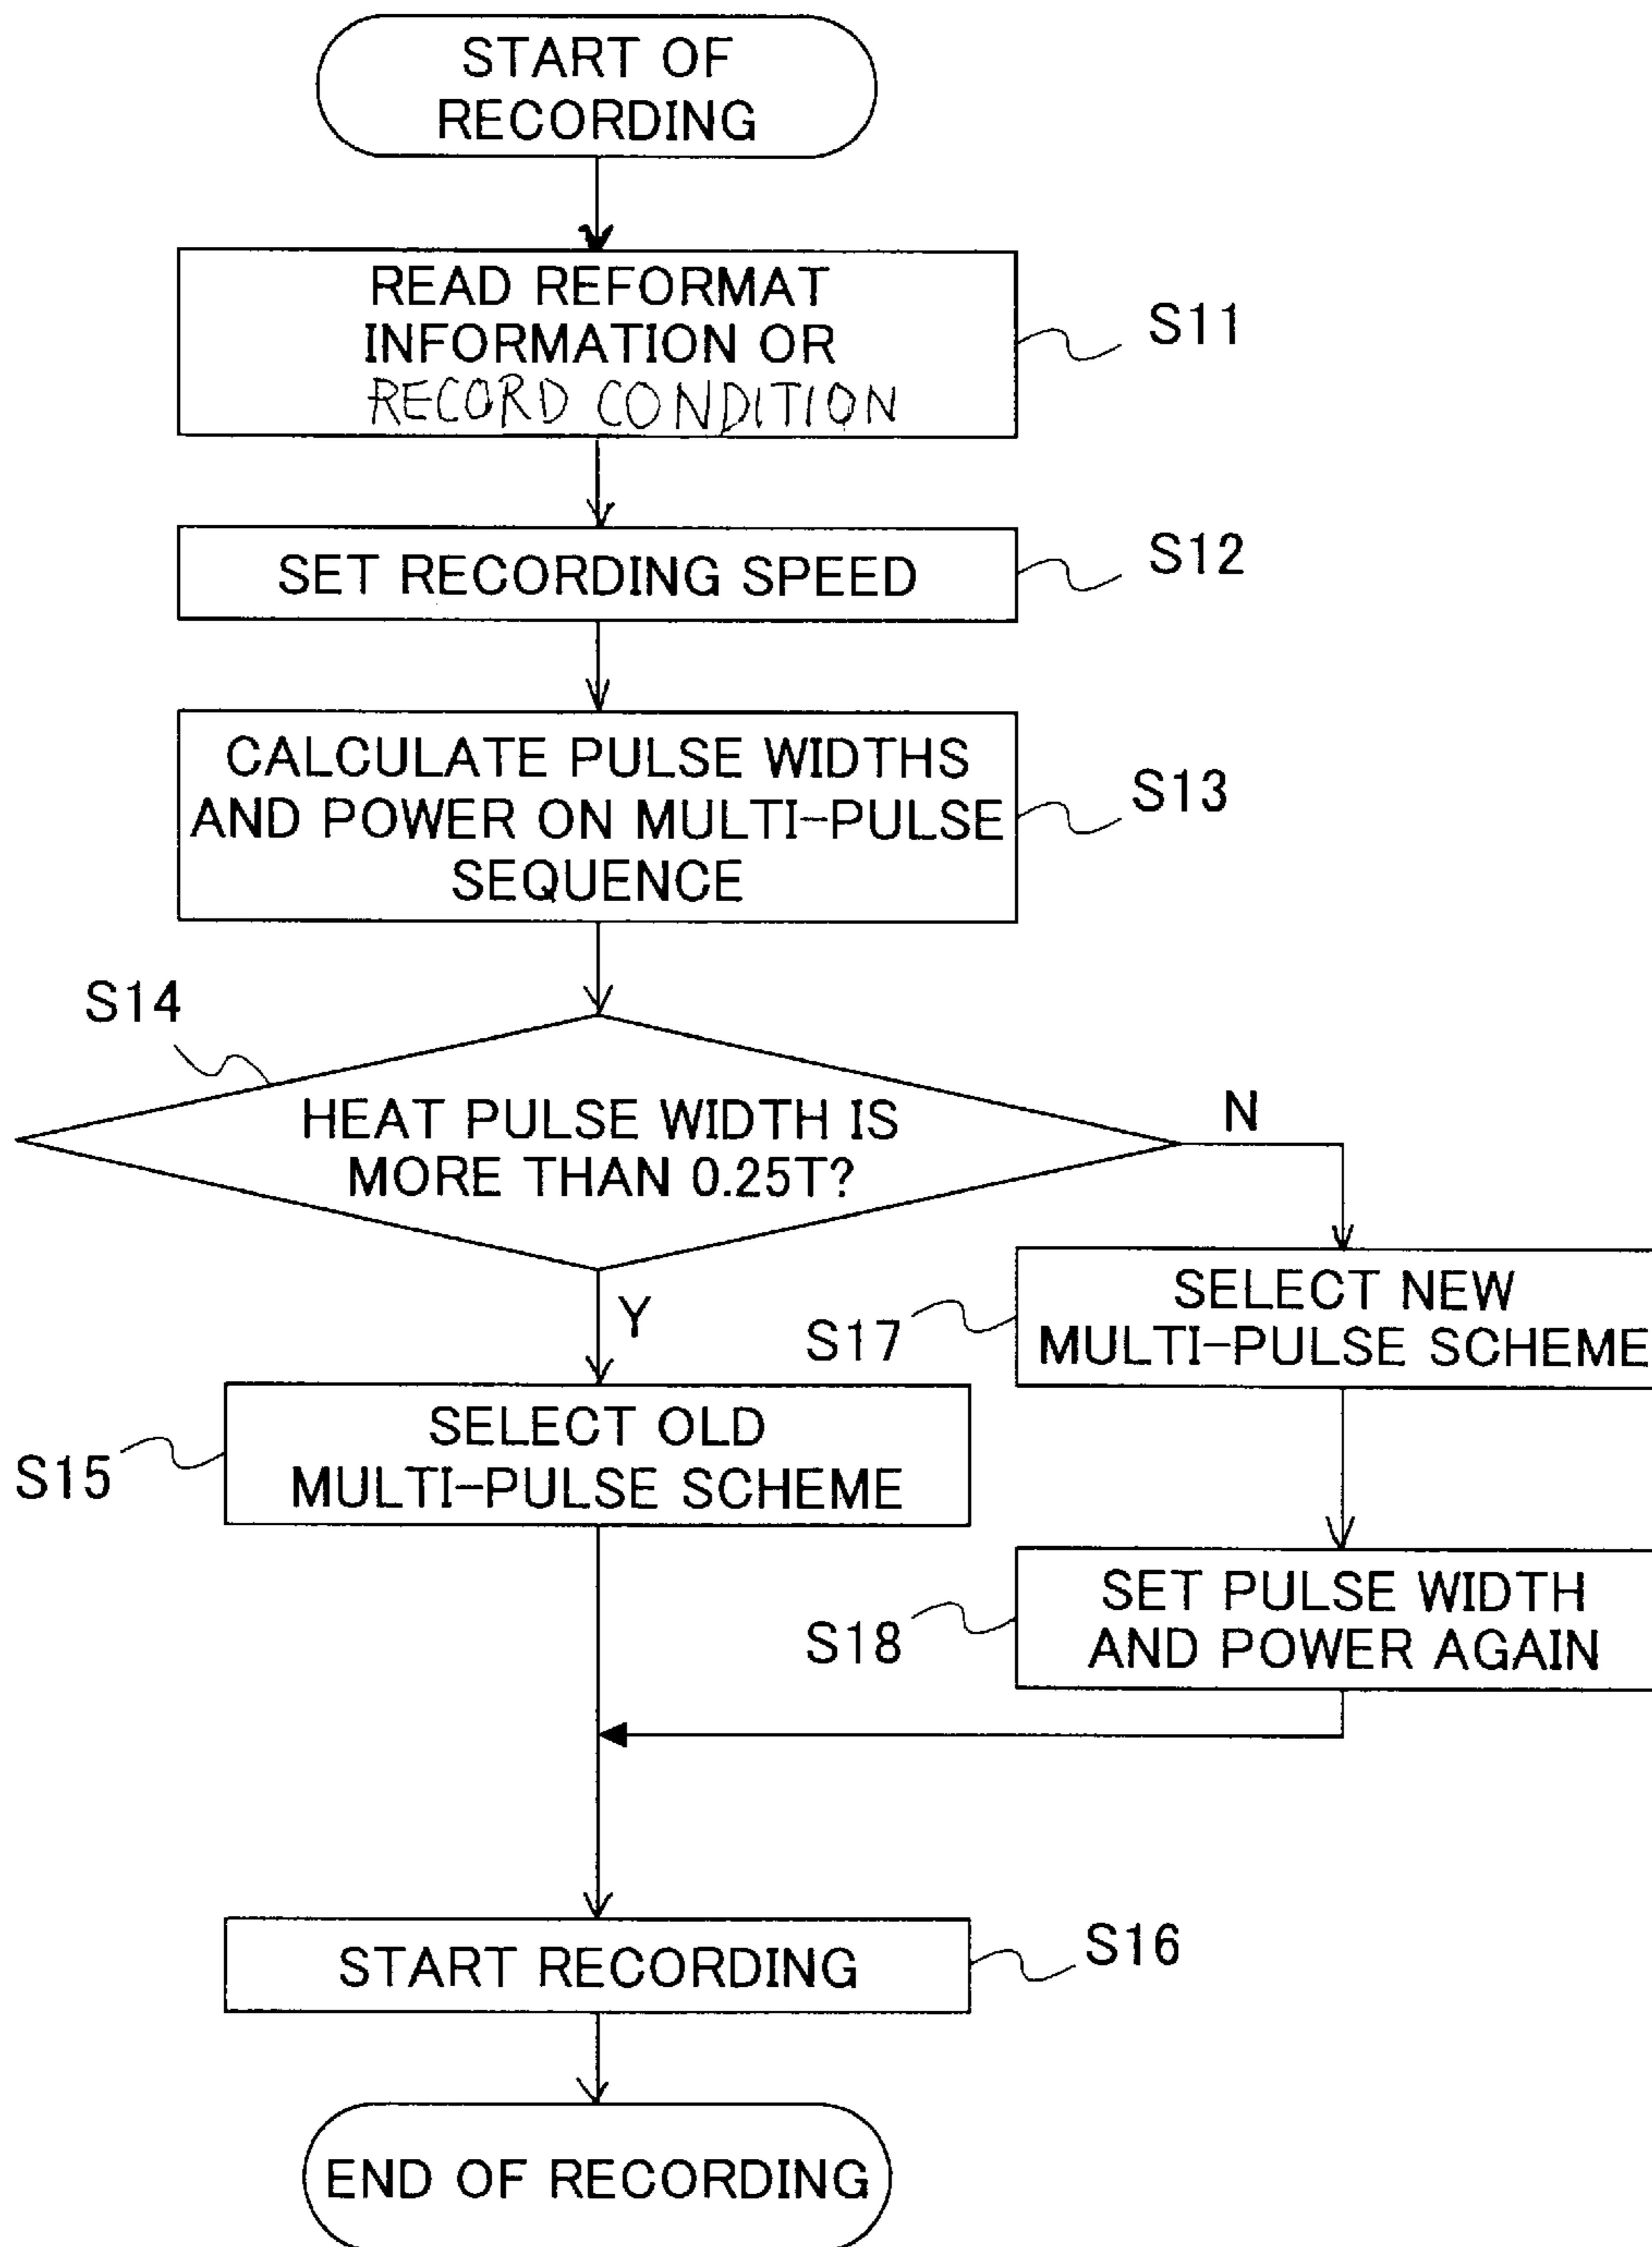 START OF
RECORDING
READ REFORMAT
INFORMATION OR
RECORD CONDITION
S11
SET RECORDING SPEED
S12
CALCULATE PULSE WIDTHS
AND POWER ON MULTI-PULSE
SEQUENCE
S13
S14
HEAT PULSE WIDTH IS
MORE THAN 0.25T?
N
Y
SELECT NEW
MULTI-PULSE SCHEME
S17
SELECT OLD
MULTI-PULSE SCHEME
S15
SET PULSE WIDTH
AND POWER AGAIN
S18
START RECORDING
S16
END OF RECORDING